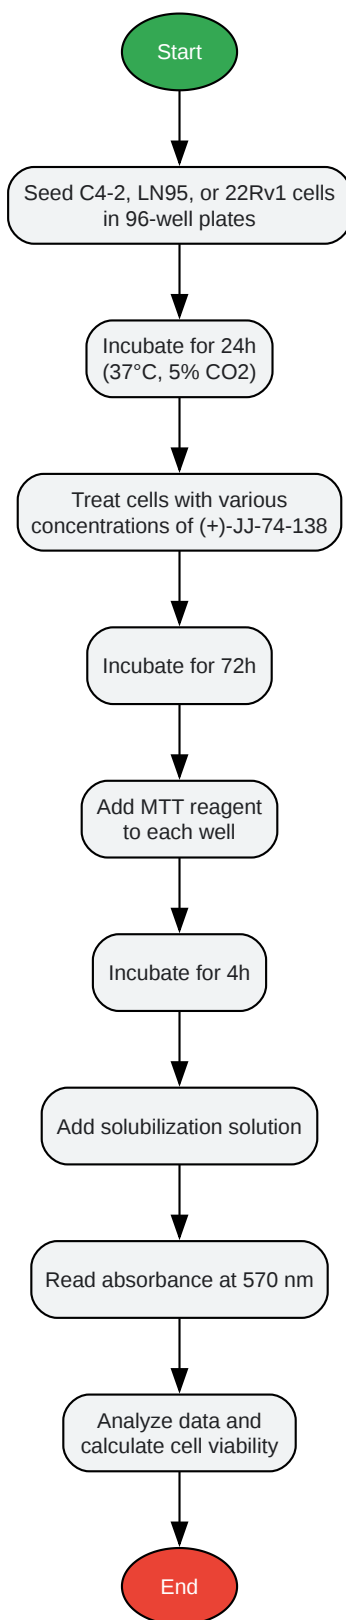 Start
Seed C4-2, LN95, or 22Rv1 cells
in 96-well plates
Incubate for 24h
(37°C, 5% CO2)
Treat cells with various
concentrations of (+)-JJ-74-138
Incubate for 72h
Add MTT reagent
to each well
Incubate for 4h
Add solubilization solution
Read absorbance at 570 nm
Analyze data and
calculate cell viability
End